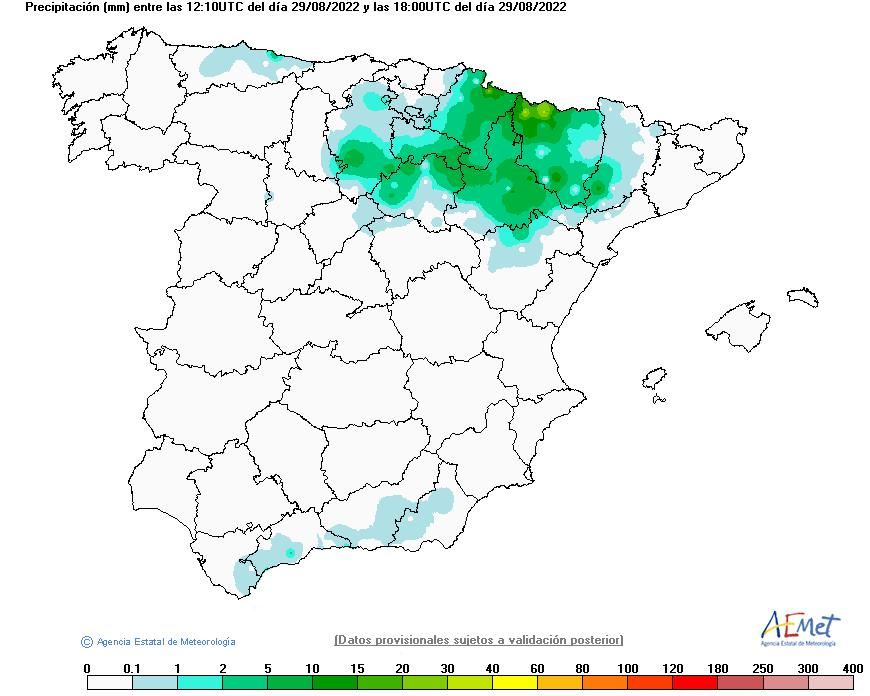 Precipitación (mm) entre las 12:10UTC del día 29/08/2022 y las 18:00UTC del día 29/08/2022
AEMet
Agencia Estatal de Meteorología
© Agencia Estatal de Meteorología
(Datos provisionales sujetos a validación posterior)
0 0.1 1 2 5 10 15 20 30 40 60 80 100 120 180 250 300 400